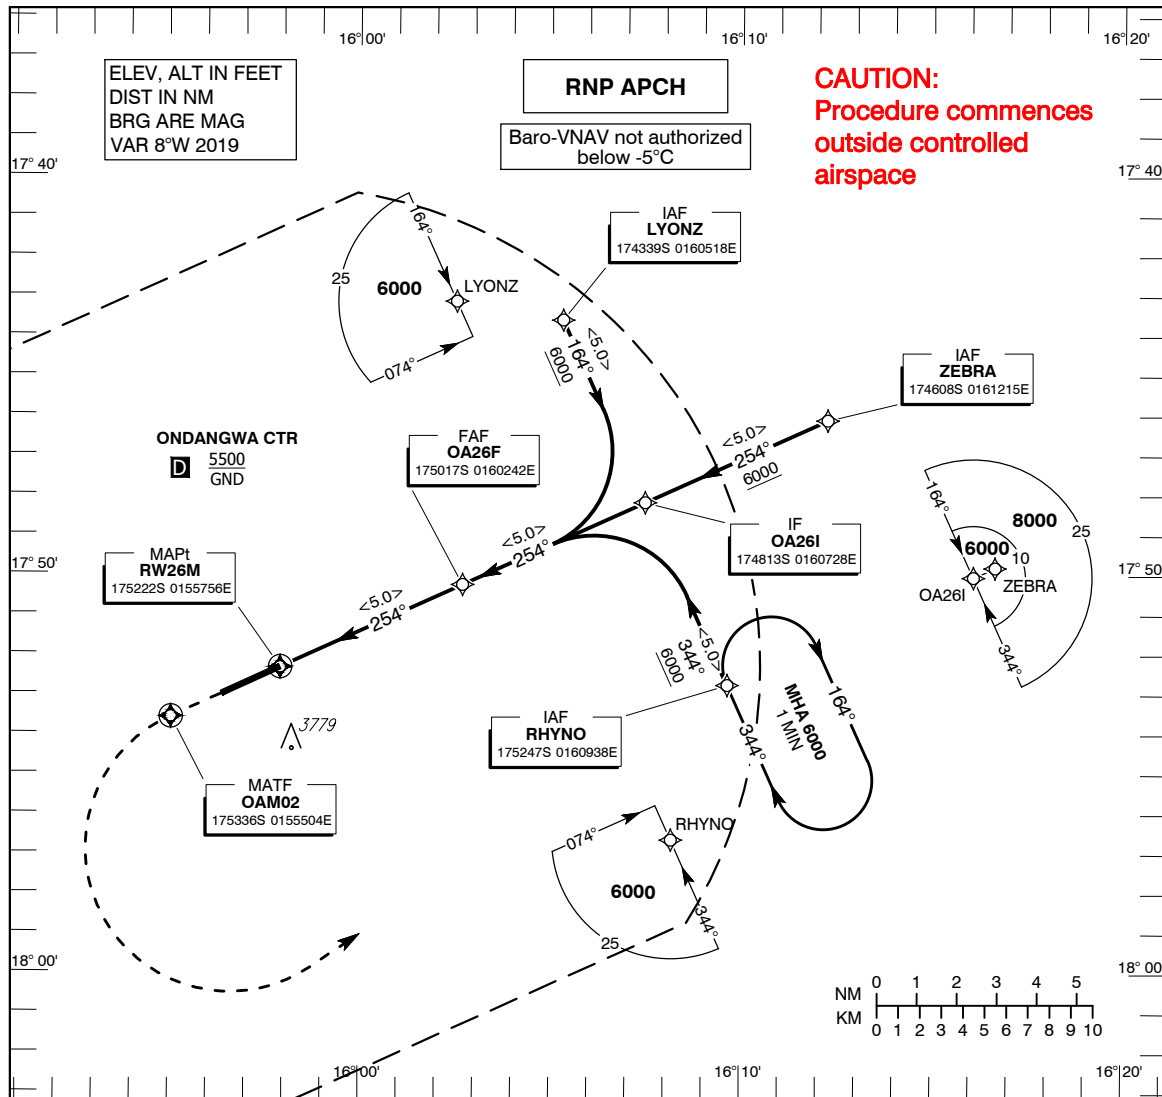 16° 00'
16° 10'
16° 20'
ELEV, ALT IN FEET
DIST IN NM
BRG ARE MAG
VAR 8°W 2019
RNP APCH
Baro-VNAV not authorized
below -5°C
CAUTION:
Procedure commences
outside controlled
airspace
17° 40'
17° 40'
IAF
LYONZ
174339S 0160518E
164°
25
6000
LYONZ
074°
<5.0>
164°
6000
IAF
ZEBRA
174608S 0161215E
ONDANGWA CTR
D
5500
GND
FAF
OA26F
175017S 0160242E
<5.0>
254°
6000
IF
OA26I
174813S 0160728E
164°
8000
25
6000
10
OA26I
ZEBRA
344°
<5.0>
254°
17° 50'
17° 50'
MAPt
RW26M
175222S 0155756E
<5.0>
254°
<5.0>
344°
6000
MHA 6000
1 MIN
164°
344°
IAF
RHYNO
175247S 0160938E
3779
MATF
OAM02
175336S 0155504E
074°
RHYNO
6000
344°
25
18° 00'
18° 00'
NM
0 1 2 3 4 5
KM
0 1 2 3 4 5 6 7 8 9 10
16° 00'
16° 10'
16° 20'